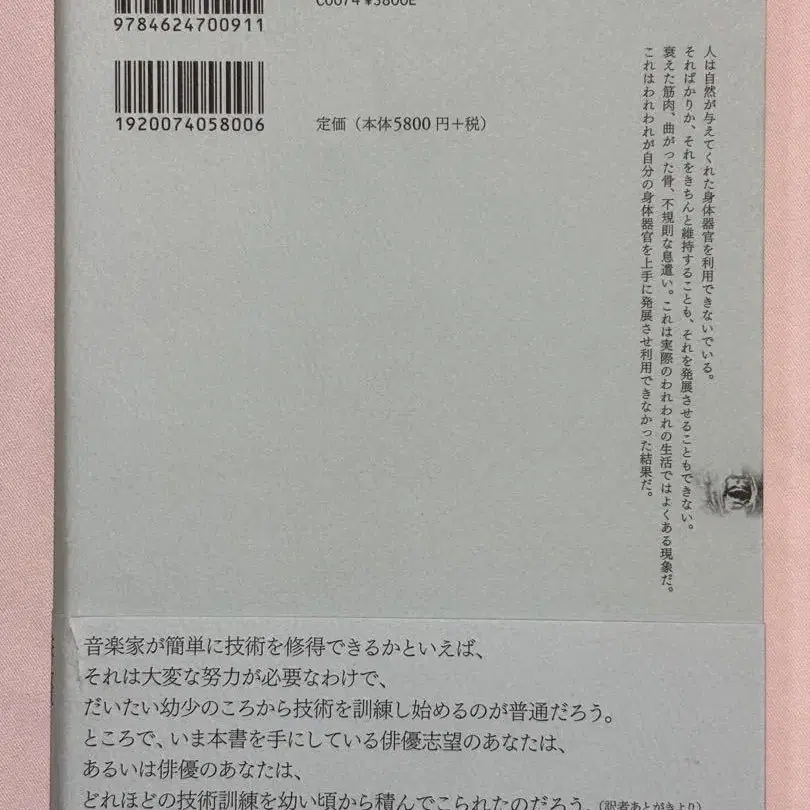 9784624700911
1920074058006
定価（本体5800円＋税）
人は自然が与えてくれた身体器官を利用できないでいる。
そればかりか、それをきちんと維持することも、それを発展させることもできない。
衰えた筋肉、曲がった骨、不規則な息遣い。これは実際のわれわれの生活ではよくある現象だ。
これはわれわれが自分の身体器官を上手に発展させ利用できなかった結果だ。
音楽家が簡単に技術を修得できるかといえば、
それは大変な努力が必要なわけで、
だいたい幼少のころから技術を訓練し始めるのが普通だろう。
ところで、いま本書を手にしている俳優志望のあなたは、
あるいは俳優のあなたは、
どれほどの技術訓練を幼い頃から積んでこられたのだろう。（訳者あとがきより）